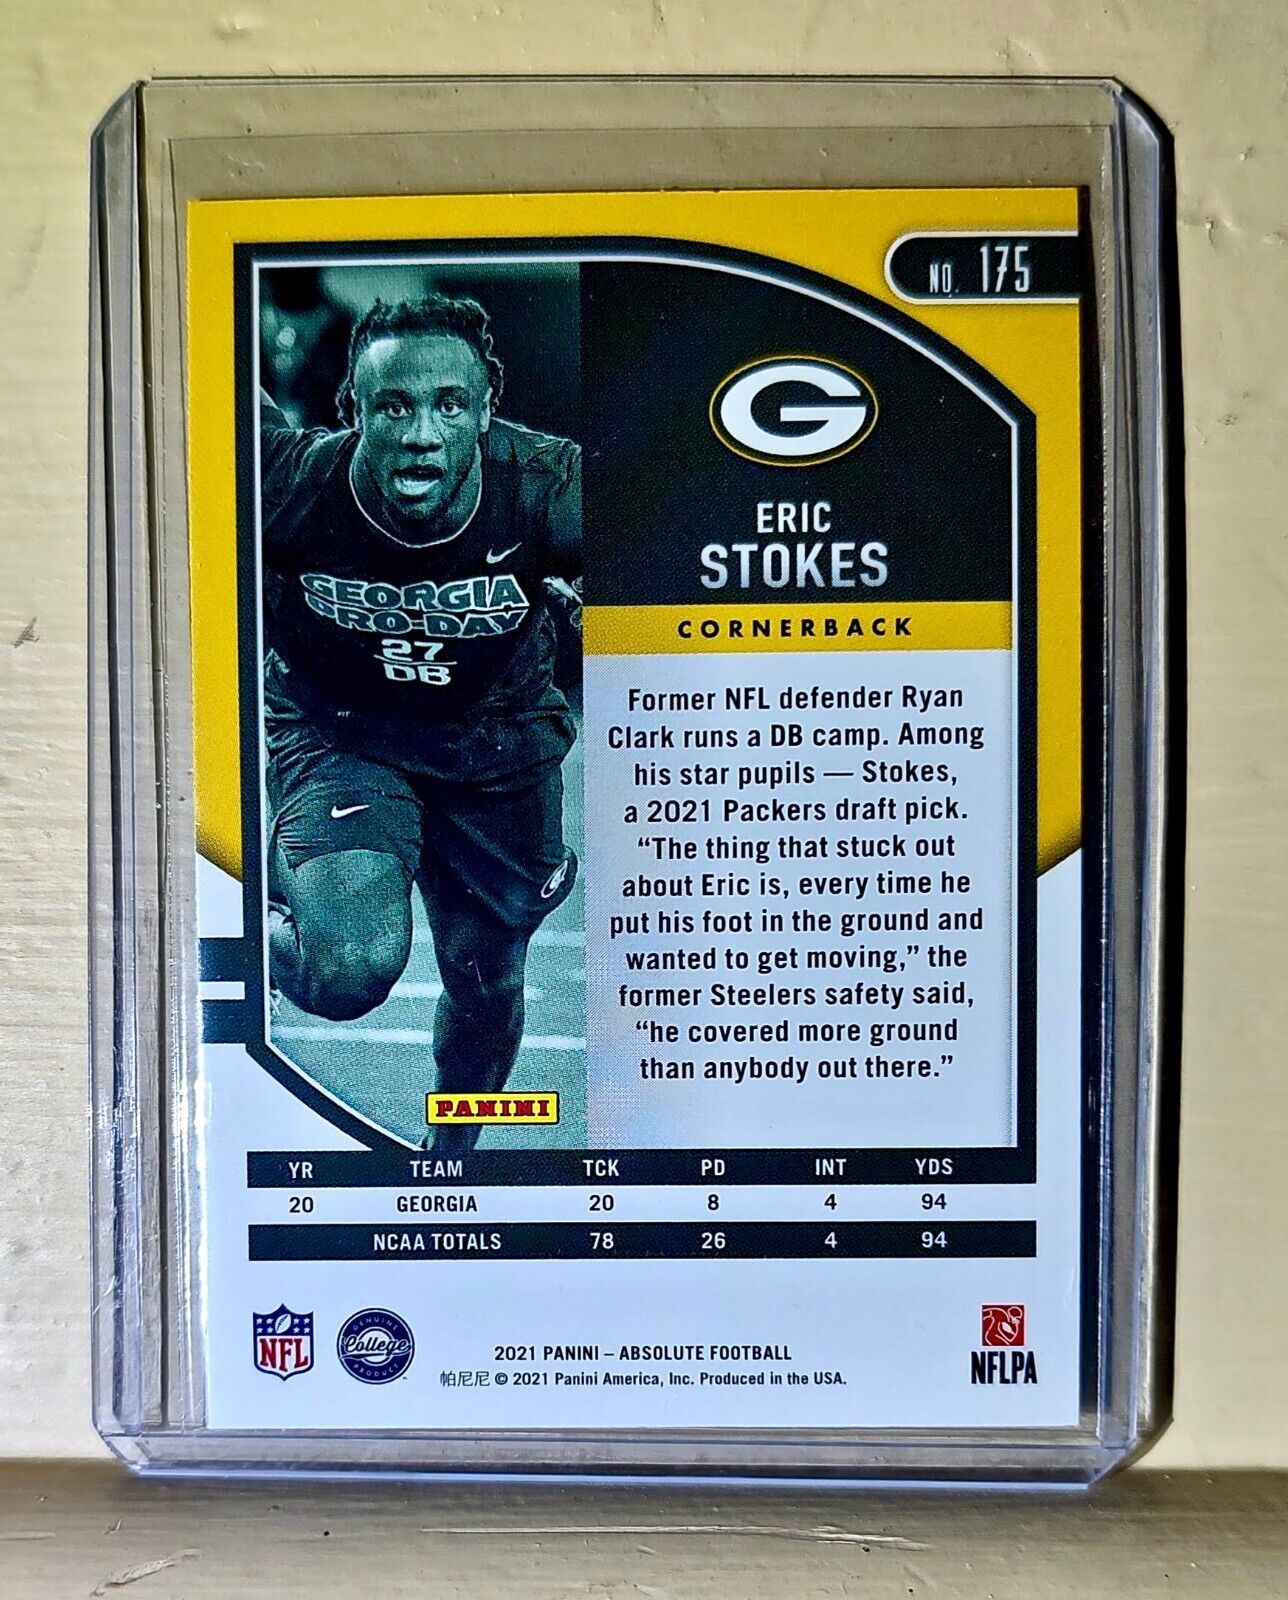 NO. 175
G
ERIC
STOKES
CORNERBACK
GEORGIA
PRO-DAY
27
DB
Former NFL defender Ryan
Clark runs a DB camp. Among
his star pupils — Stokes,
a 2021 Packers draft pick.
“The thing that stuck out
about Eric is, every time he
put his foot in the ground and
wanted to get moving,” the
former Steelers safety said,
“he covered more ground
than anybody out there.”
PANINI
YR TEAM TCK PD INT YDS
20 GEORGIA 20 8 4 94
NCAA TOTALS 78 26 4 94
NFL
GENUINE
College
PRODUCT
2021 PANINI – ABSOLUTE FOOTBALL
帕尼尼 © 2021 Panini America, Inc. Produced in the USA.
NFLPA